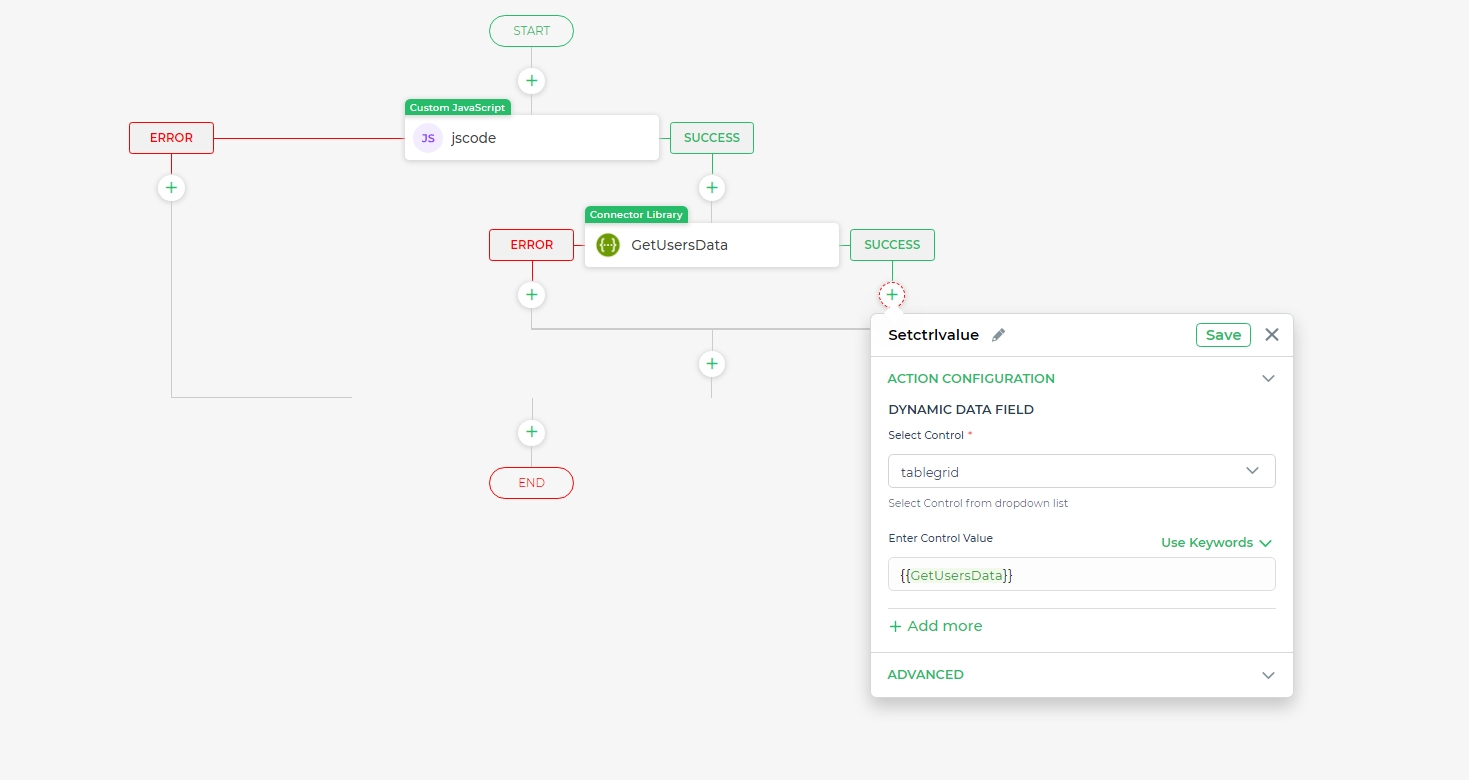 START
Custom JavaScript
ERROR
JS jscode
SUCCESS
Connector Library
ERROR
GetUsersData
SUCCESS
Setctrlvalue
Save
ACTION CONFIGURATION
DYNAMIC DATA FIELD
Select Control *
tablegrid
Select Control from dropdown list
Enter Control Value
Use Keywords
{{GetUsersData}}
+ Add more
ADVANCED
END